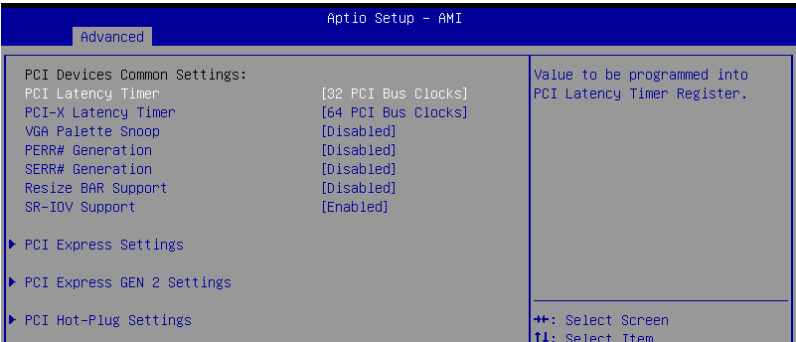 Aptio Setup – AMI
Advanced
PCI Devices Common Settings:
PCI Latency Timer [32 PCI Bus Clocks]
PCI-X Latency Timer [64 PCI Bus Clocks]
VGA Palette Snoop [Disabled]
PERR# Generation [Disabled]
SERR# Generation [Disabled]
Resize BAR Support [Disabled]
SR-IOV Support [Enabled]
PCI Express Settings
PCI Express GEN 2 Settings
PCI Hot-Plug Settings
Value to be programmed into
PCI Latency Timer Register.
→←: Select Screen
↑↓: Select Item